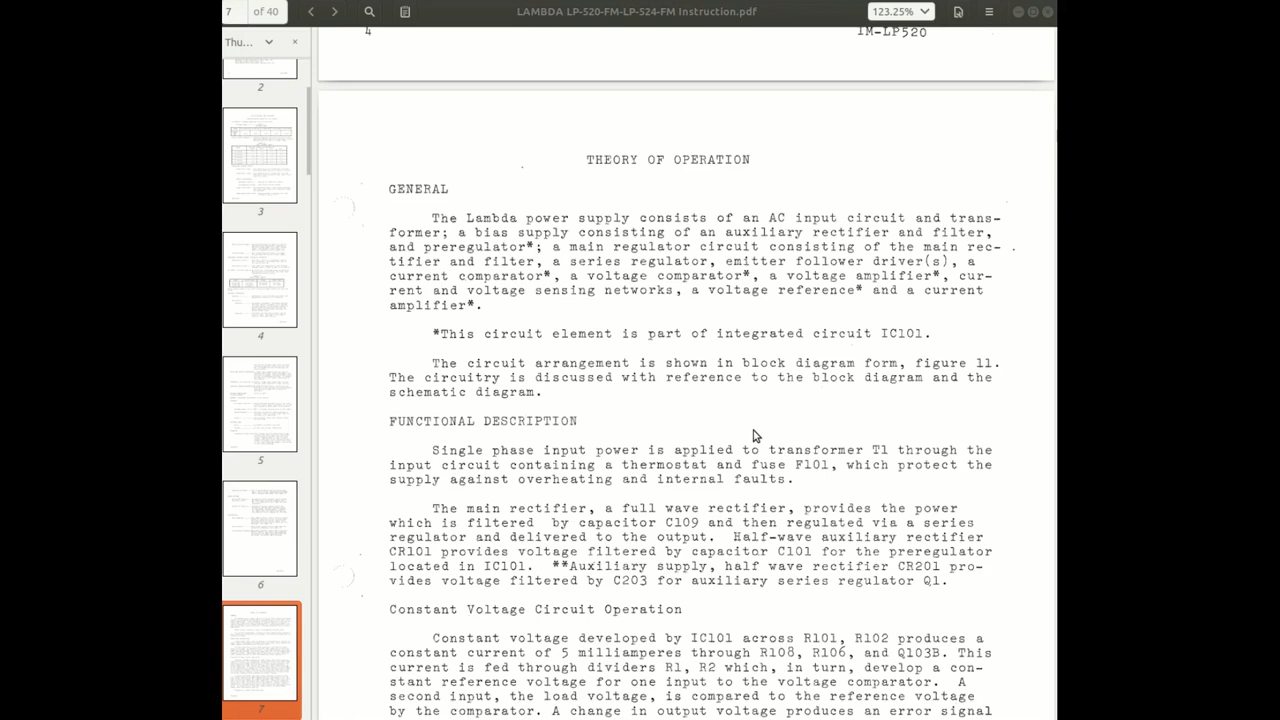 7 of 40
LAMBDA LP-520-FM-LP-524-FM Instruction.pdf
123.25%
Thu...
2
3
4
5
6
7
4 IM-LP520
THEORY OF OPERATION
GENERAL
The Lambda power supply consists of an AC input circuit and trans-
former; a bias supply consisting of an auxiliary rectifier and filter,
and preregulator*; a main regulator circuit consisting of the main rec-
tifier and filter, a series regulator, emitter follower a
comparator*, a voltage amplifier* cur-
rent and voltage sensing networks, a voltage reference* and a current
amplifier*.
*This circuit element is part of integrated circuit IC101.
The circuit arrangement is shown in block diagram form, figure 11.
The circuitry is discussed with reference to the block diagram and the
schematic diagram.
FUNCTIONAL DESCRIPTION
Single phase input power is applied to transformer T1 through the
input circuit containing a thermostat and fuse F101, which protect the
supply against overheating and internal faults.
The main rectifier, a full wave rectifier, provides the power
which is filtered by capacitor and then regulated via a series
regulator and delivered to the output. Half-wave auxiliary rectifier
CR101 provides voltage filtered by capacitor C101 for the preregulator
located in IC101. **Auxiliary supply, half wave rectifier CR201 pro-
vides voltage filtered by C203 for auxiliary series regulator Q1.
Constant Voltage Circuit Operation
Constant voltage developed by across R101, R102 produces a
constant current 5 milliamperes through R108, R106, and Q103B. This
current is fed through dividers which in turn, develop a con-
stant reference voltage at one input to the voltage comparator. A
input, at local voltage, is compared to the reference voltage
by the comparator. A change in output voltage produces an error signal